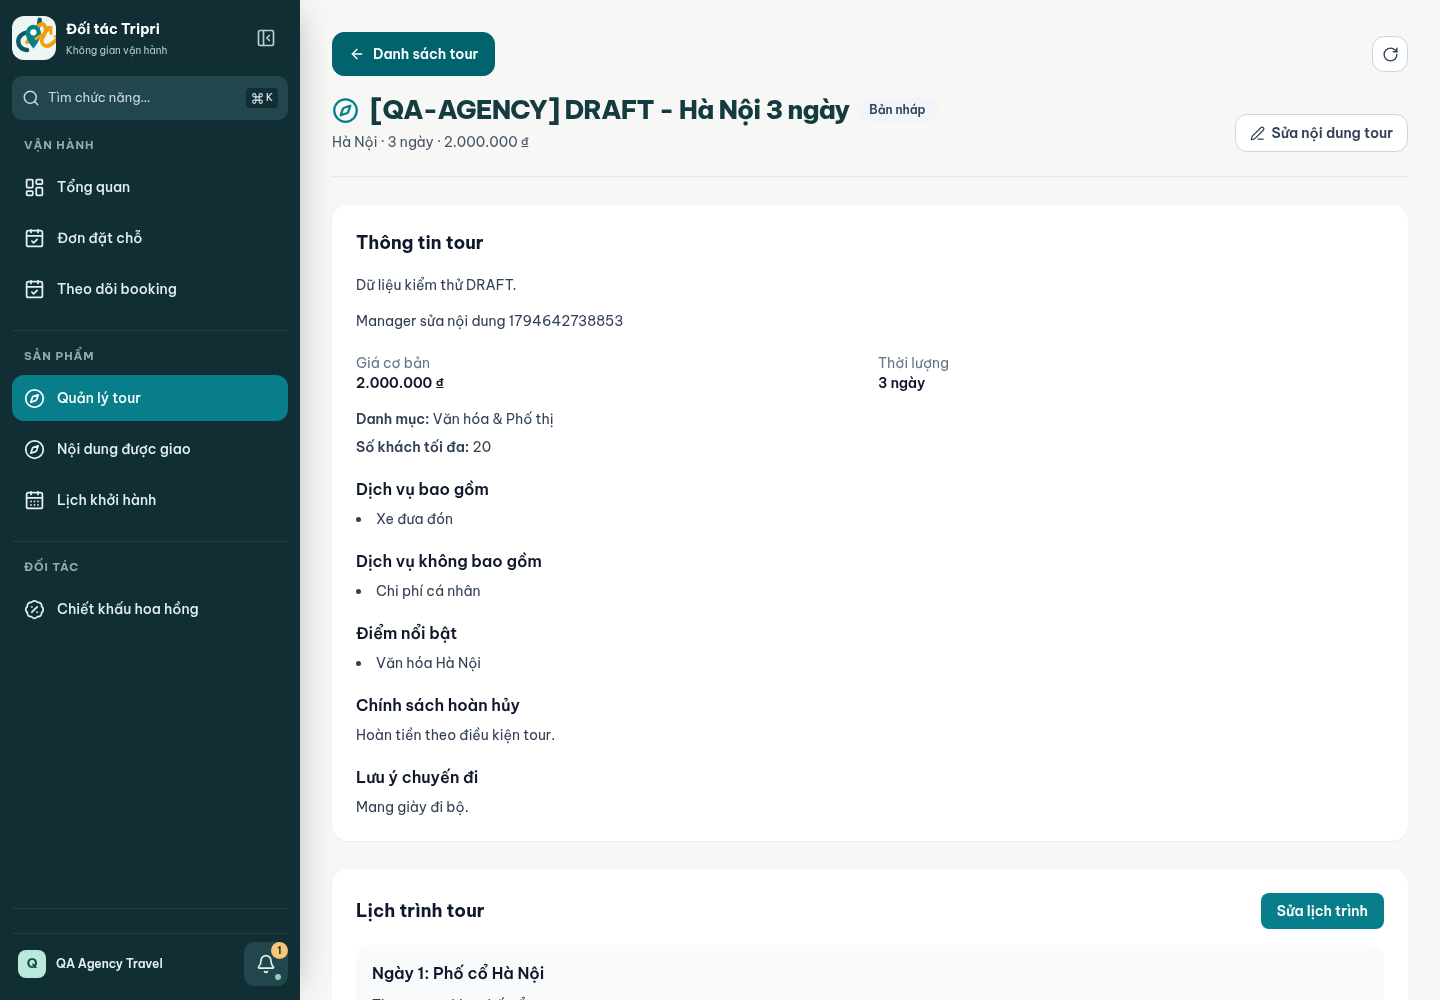 Đối tác Tripri
Không gian vận hành
Tìm chức năng...
⌘ K
VẬN HÀNH
Tổng quan
Đơn đặt chỗ
Theo dõi booking
SẢN PHẨM
Quản lý tour
Nội dung được giao
Lịch khởi hành
ĐỐI TÁC
Chiết khấu hoa hồng
Q
QA Agency Travel
1
Danh sách tour
[QA-AGENCY] DRAFT - Hà Nội 3 ngày
Bản nháp
Hà Nội · 3 ngày · 2.000.000 ₫
Sửa nội dung tour
Thông tin tour
Dữ liệu kiểm thử DRAFT.
Manager sửa nội dung 1794642738853
Giá cơ bản
2.000.000 ₫
Thời lượng
3 ngày
Danh mục: Văn hóa & Phố thị
Số khách tối đa: 20
Dịch vụ bao gồm
• Xe đưa đón
Dịch vụ không bao gồm
• Chi phí cá nhân
Điểm nổi bật
• Văn hóa Hà Nội
Chính sách hoàn hủy
Hoàn tiền theo điều kiện tour.
Lưu ý chuyến đi
Mang giày đi bộ.
Lịch trình tour
Sửa lịch trình
Ngày 1: Phố cổ Hà Nội